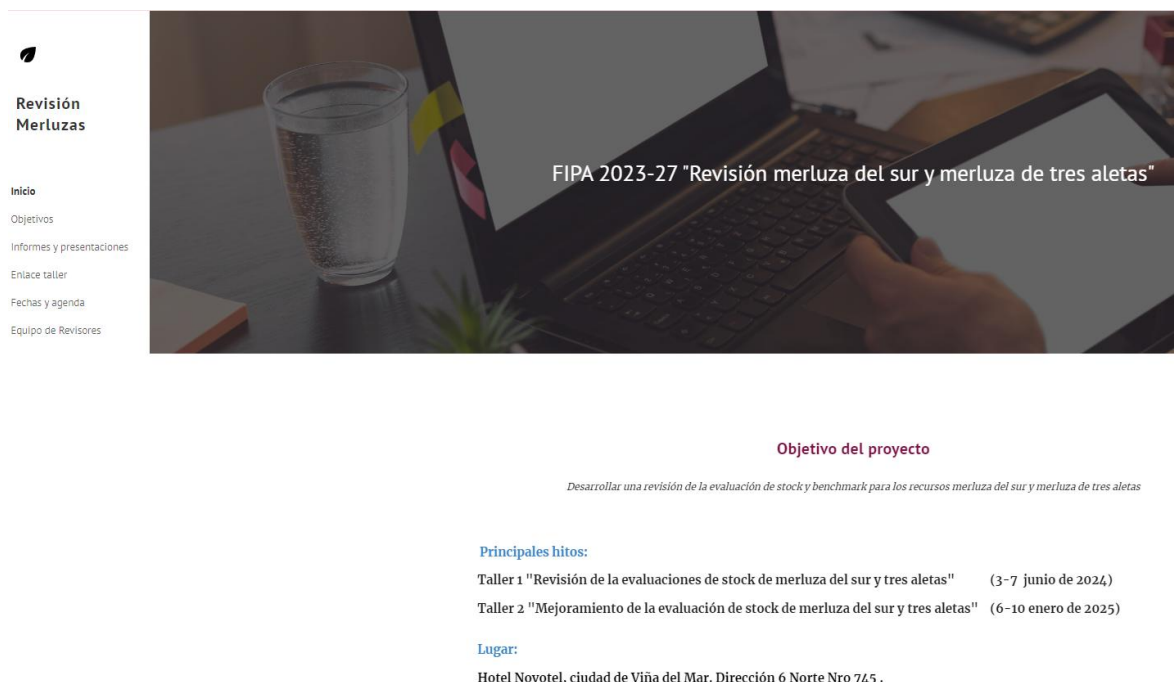 Revisión
Merluzas
Inicio
Objetivos
Informes y presentaciones
Enlace taller
Fechas y agenda
Equipo de Revisores
FIPA 2023-27 "Revisión merluza del sur y merluza de tres aletas"
Objetivo del proyecto
Desarrollar una revisión de la evaluación de stock y benchmark para los recursos merluza del sur y merluza de tres aletas
Principales hitos:
Taller 1 "Revisión de la evaluaciones de stock de merluza del sur y tres aletas" (3-7 junio de 2024)
Taller 2 "Mejoramiento de la evaluación de stock de merluza del sur y tres aletas" (6-10 enero de 2025)
Lugar:
Hotel Novotel, ciudad de Viña del Mar. Dirección 6 Norte Nro 745 .